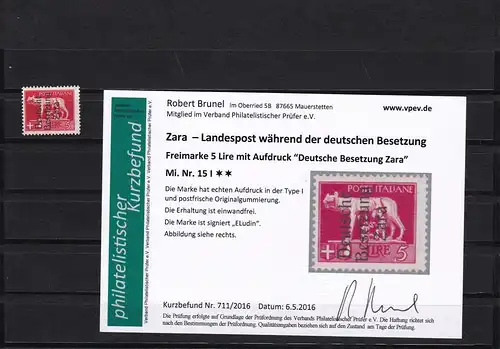 Robert Brunel im Oberried 5B 87665 Mauerstetten www.vpev.de
Mitglied im Verband Philatelistischer Prüfer e.V.
Zara – Landespost während der deutschen Besetzung
Freimarke 5 Lire mit Aufdruck "Deutsche Besetzung Zara"
Mi. Nr. 15 I ✶✶
Die Marke hat echten Aufdruck in der Type I
und postfrische Originalgummierung.
Die Erhaltung ist einwandfrei.
Die Marke ist signiert „ELudin".
Abbildung siehe rechts.
POSTE ITALIANE
Deutsche
Besetzung
Zara
LIRE 5
Kurzbefund Nr. 711/2016 Datum: 6.5.2016
Die Prüfung erfolgte auf Grundlage der Prüfordnung des Verbands Philatelistischer Prüfer e.V. Die Haftung richtet sich
nach den Bestimmungen der Prüfordnung. Qualitätsangaben beziehen sich auf den Zustand am Tage der Prüfung.
philatelistischer
Kurzbefund